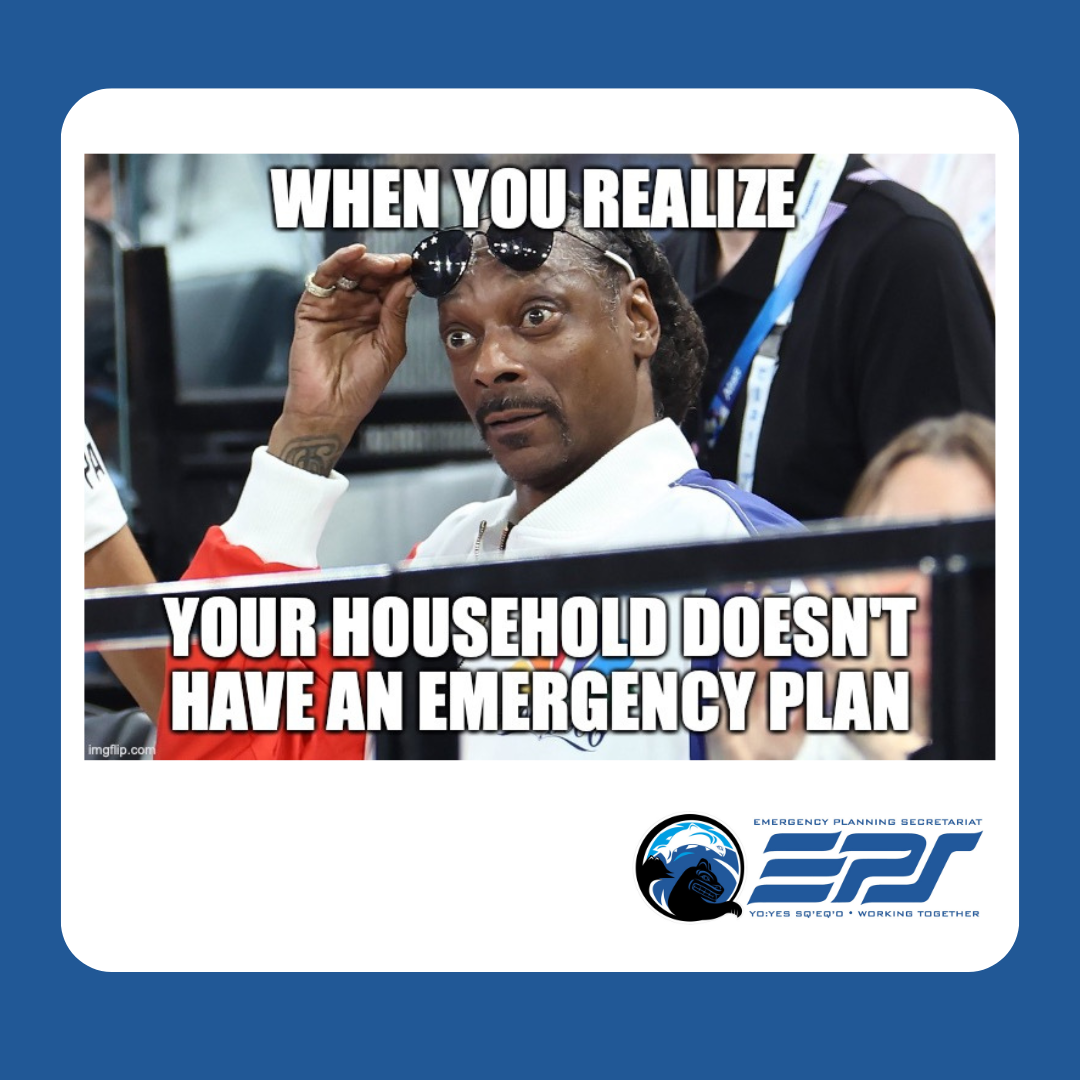 WHEN YOU REALIZE
YOUR HOUSEHOLD DOESN'T
HAVE AN EMERGENCY PLAN
imgflip.com
EMERGENCY PLANNING SECRETARIAT
EPS
YO:YES SQ'EQ'O • WORKING TOGETHER